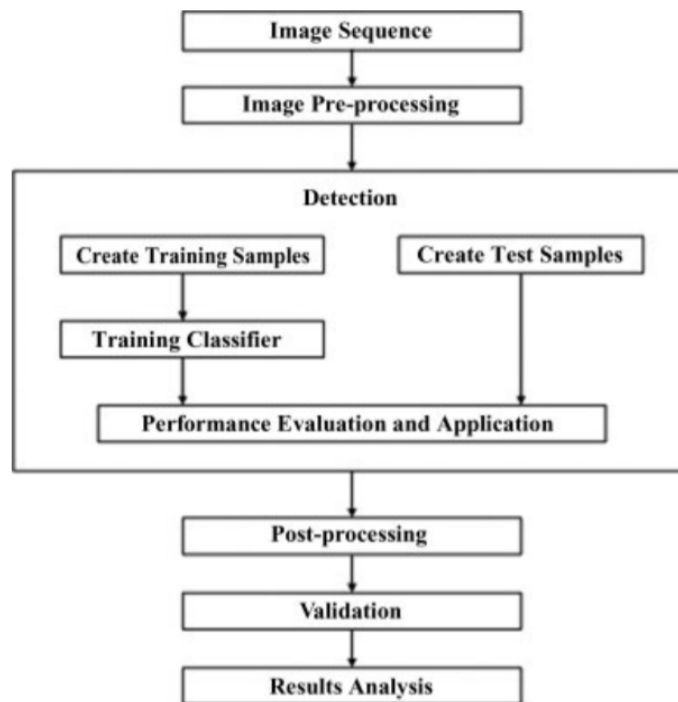 Image Sequence
Image Pre-processing
Detection
Create Training Samples
Create Test Samples
Training Classifier
Performance Evaluation and Application
Post-processing
Validation
Results Analysis